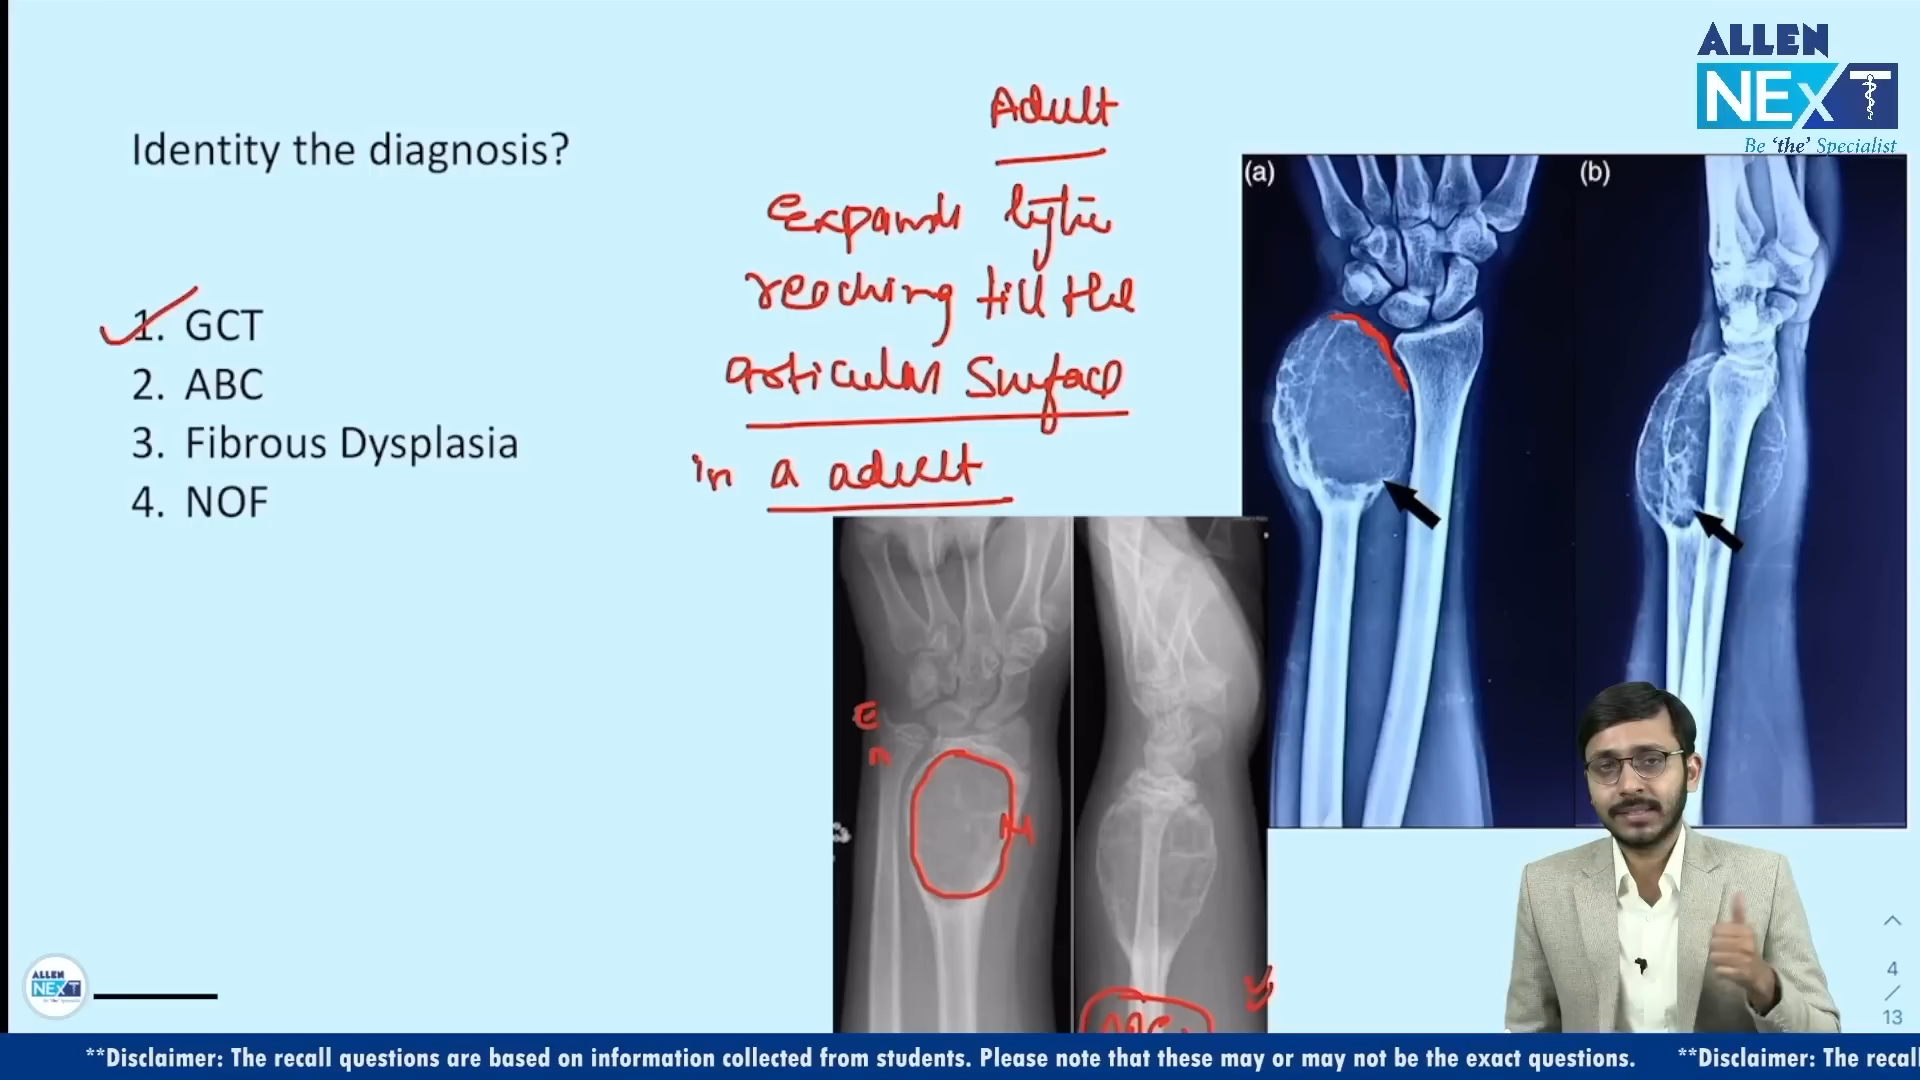 ALLEN
NEXT
Be 'the' Specialist
Identity the diagnosis?
1. GCT
2. ABC
3. Fibrous Dysplasia
4. NOF
Adult
lytic
reaching till the
articular Surface
in a adult
(a)
(b)
E
M
ALLEN
NEXT
4
/
13
**Disclaimer: The recall questions are based on information collected from students. Please note that these may or may not be the exact questions.
**Disclaimer: The recall